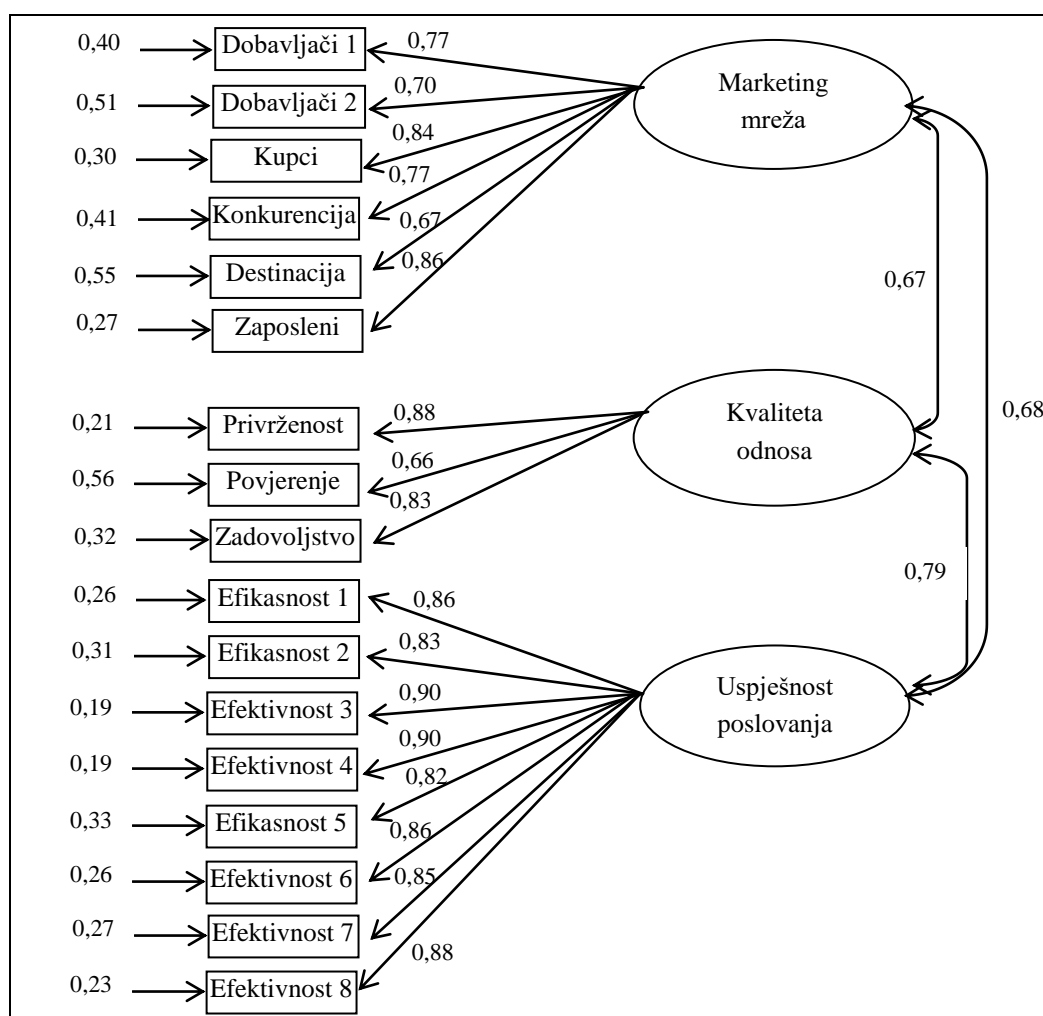 0,40 Dobavljači 1 0,77
Marketing
mreža
0,51 Dobavljači 2 0,70
0,30 Kupci 0,84
0,41 Konkurencija 0,77
0,55 Destinacija 0,67
0,27 Zaposleni 0,86
0,67
0,68
0,21 Privrženost 0,88
Kvaliteta
odnosa
0,56 Povjerenje 0,66
0,32 Zadovoljstvo 0,83
0,79
0,26 Efikasnost 1 0,86
0,31 Efikasnost 2 0,83
Uspješnost
poslovanja
0,19 Efektivnost 3 0,90
0,19 Efektivnost 4 0,90
0,33 Efikasnost 5 0,82
0,26 Efektivnost 6 0,86
0,27 Efektivnost 7 0,85
0,23 Efektivnost 8 0,88